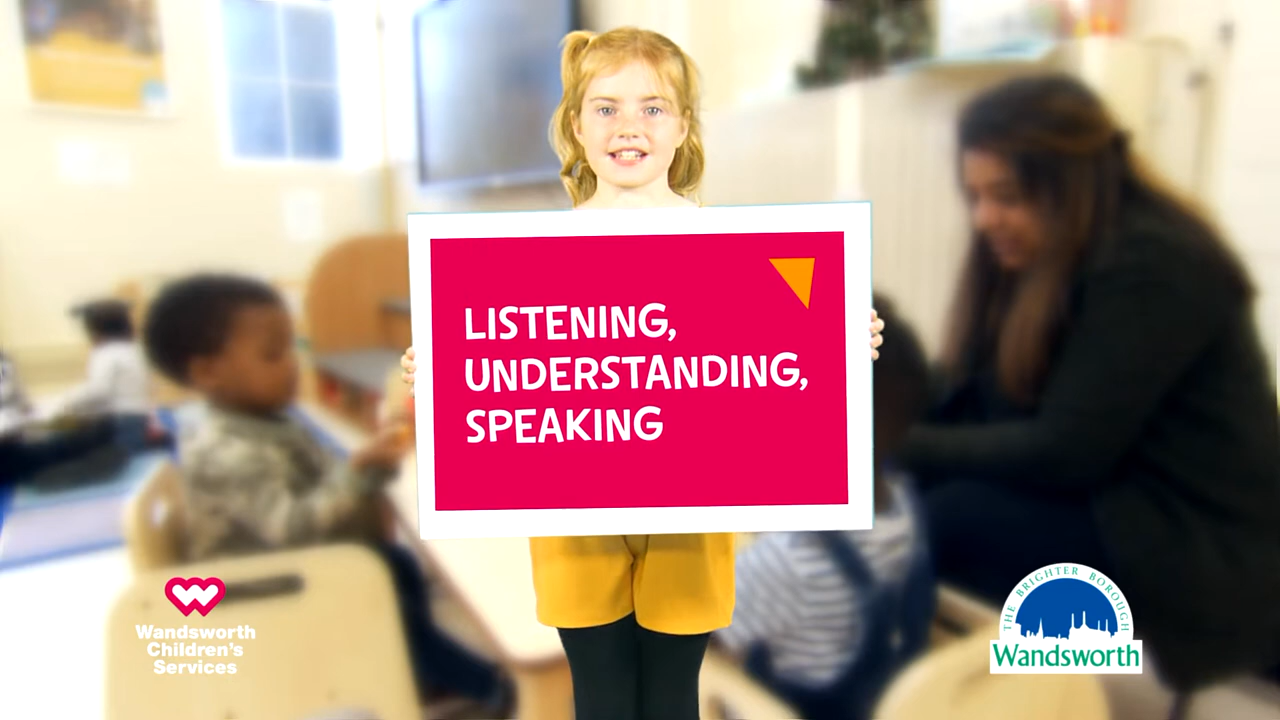 LISTENING,
UNDERSTANDING,
SPEAKING
Wandsworth
Children's
Services
THE BRIGHTER BOROUGH
Wandsworth